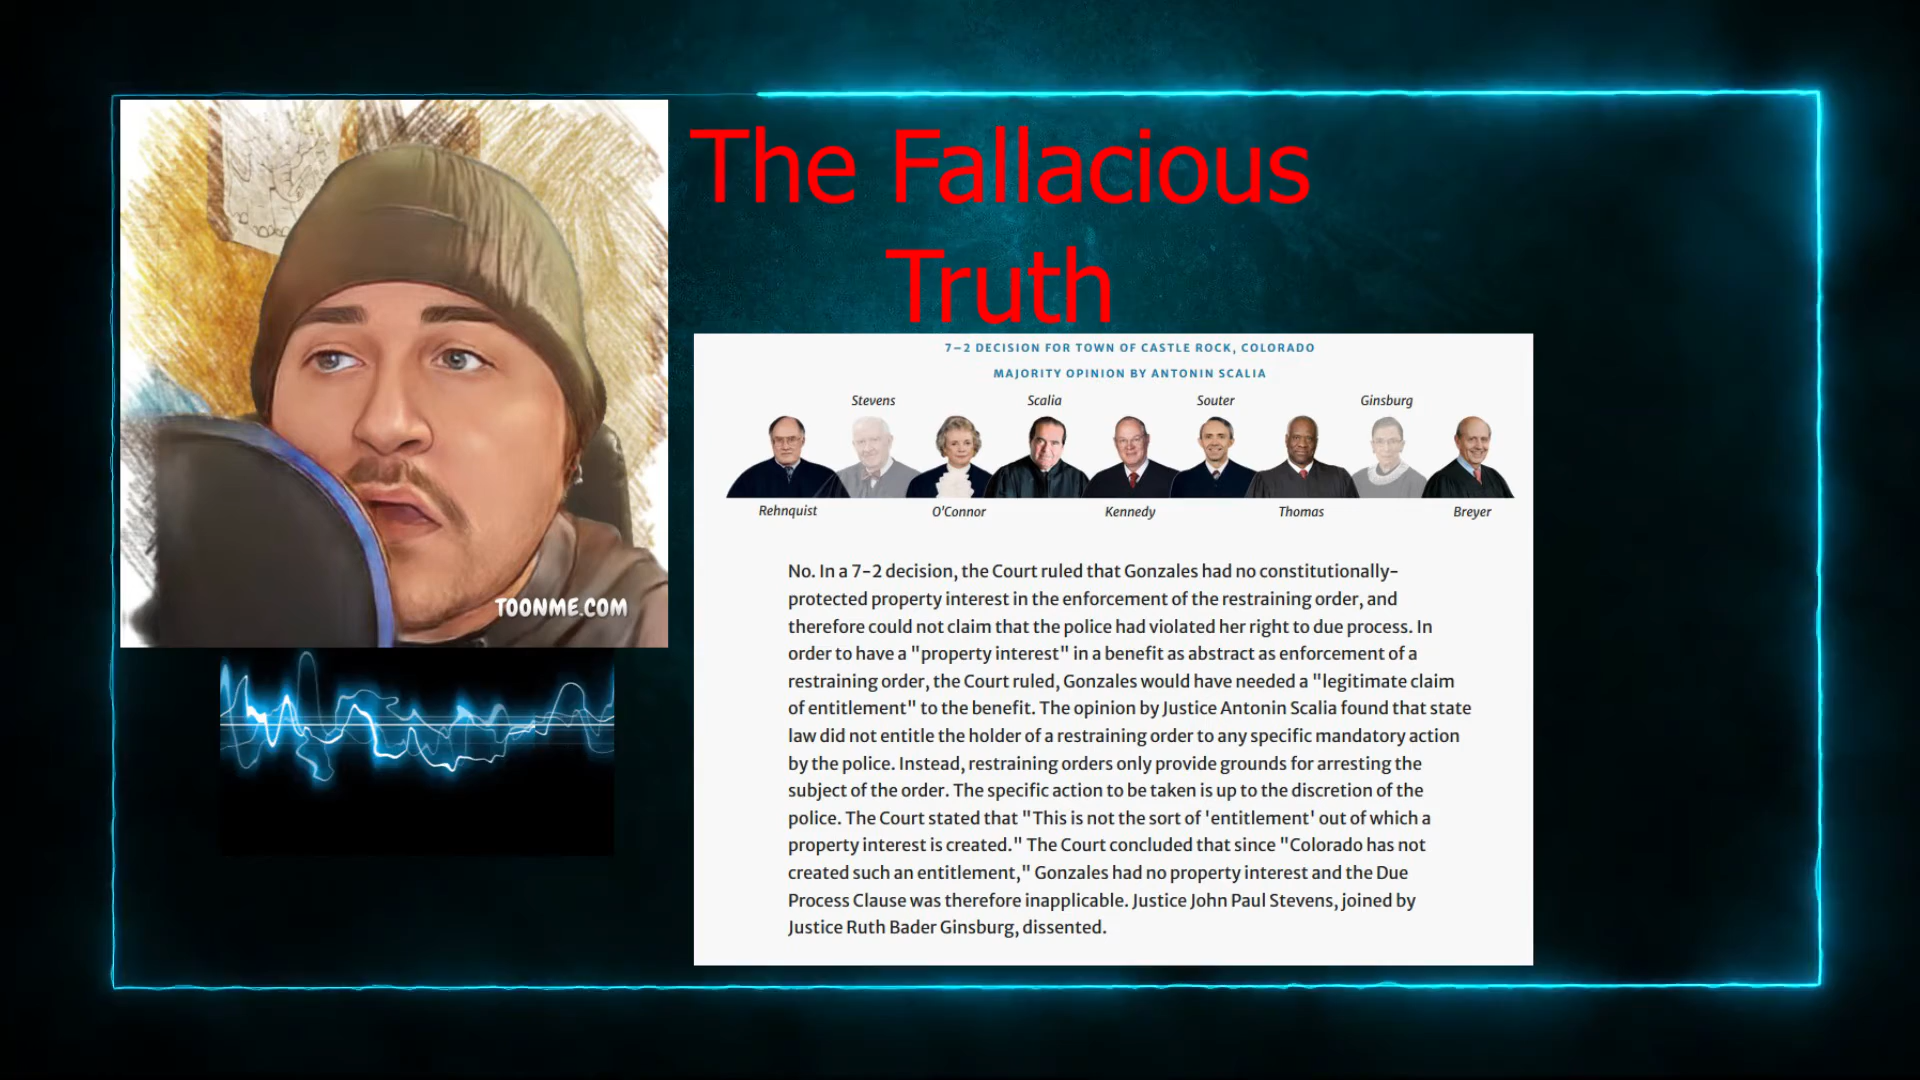 The Fallacious
Truth
7–2 DECISION FOR TOWN OF CASTLE ROCK, COLORADO
MAJORITY OPINION BY ANTONIN SCALIA
Stevens Scalia Souter Ginsburg
Rehnquist O'Connor Kennedy Thomas Breyer
No. In a 7-2 decision, the Court ruled that Gonzales had no constitutionally-
protected property interest in the enforcement of the restraining order, and
therefore could not claim that the police had violated her right to due process. In
order to have a "property interest" in a benefit as abstract as enforcement of a
restraining order, the Court ruled, Gonzales would have needed a "legitimate claim
of entitlement" to the benefit. The opinion by Justice Antonin Scalia found that state
law did not entitle the holder of a restraining order to any specific mandatory action
by the police. Instead, restraining orders only provide grounds for arresting the
subject of the order. The specific action to be taken is up to the discretion of the
police. The Court stated that "This is not the sort of 'entitlement' out of which a
property interest is created." The Court concluded that since "Colorado has not
created such an entitlement," Gonzales had no property interest and the Due
Process Clause was therefore inapplicable. Justice John Paul Stevens, joined by
Justice Ruth Bader Ginsburg, dissented.
TOONME.COM